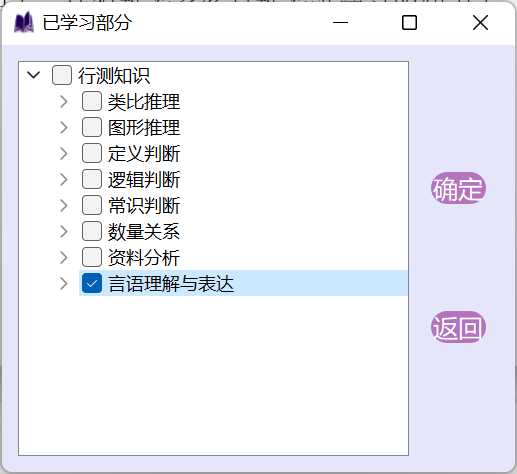 已学习部分
行测知识
类比推理
图形推理
定义判断
逻辑判断
常识判断
数量关系
资料分析
言语理解与表达
确定
返回